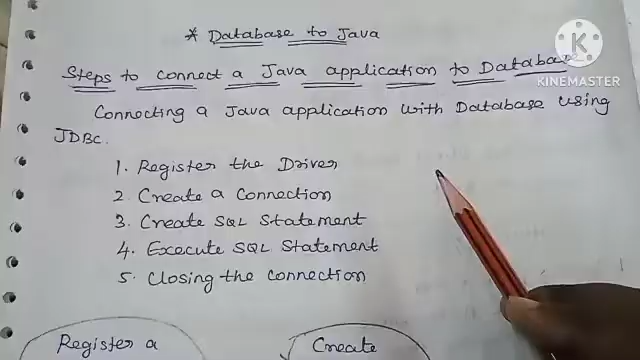 * Database to Java
Steps to connect a Java application to Databa
Connecting a Java application with Database using
JDBC.
1. Register the Driver
2. Create a Connection
3. Create SQL Statement
4. Execute SQL Statement
5. Closing the connection
Register a
Create
K
KINEMASTER